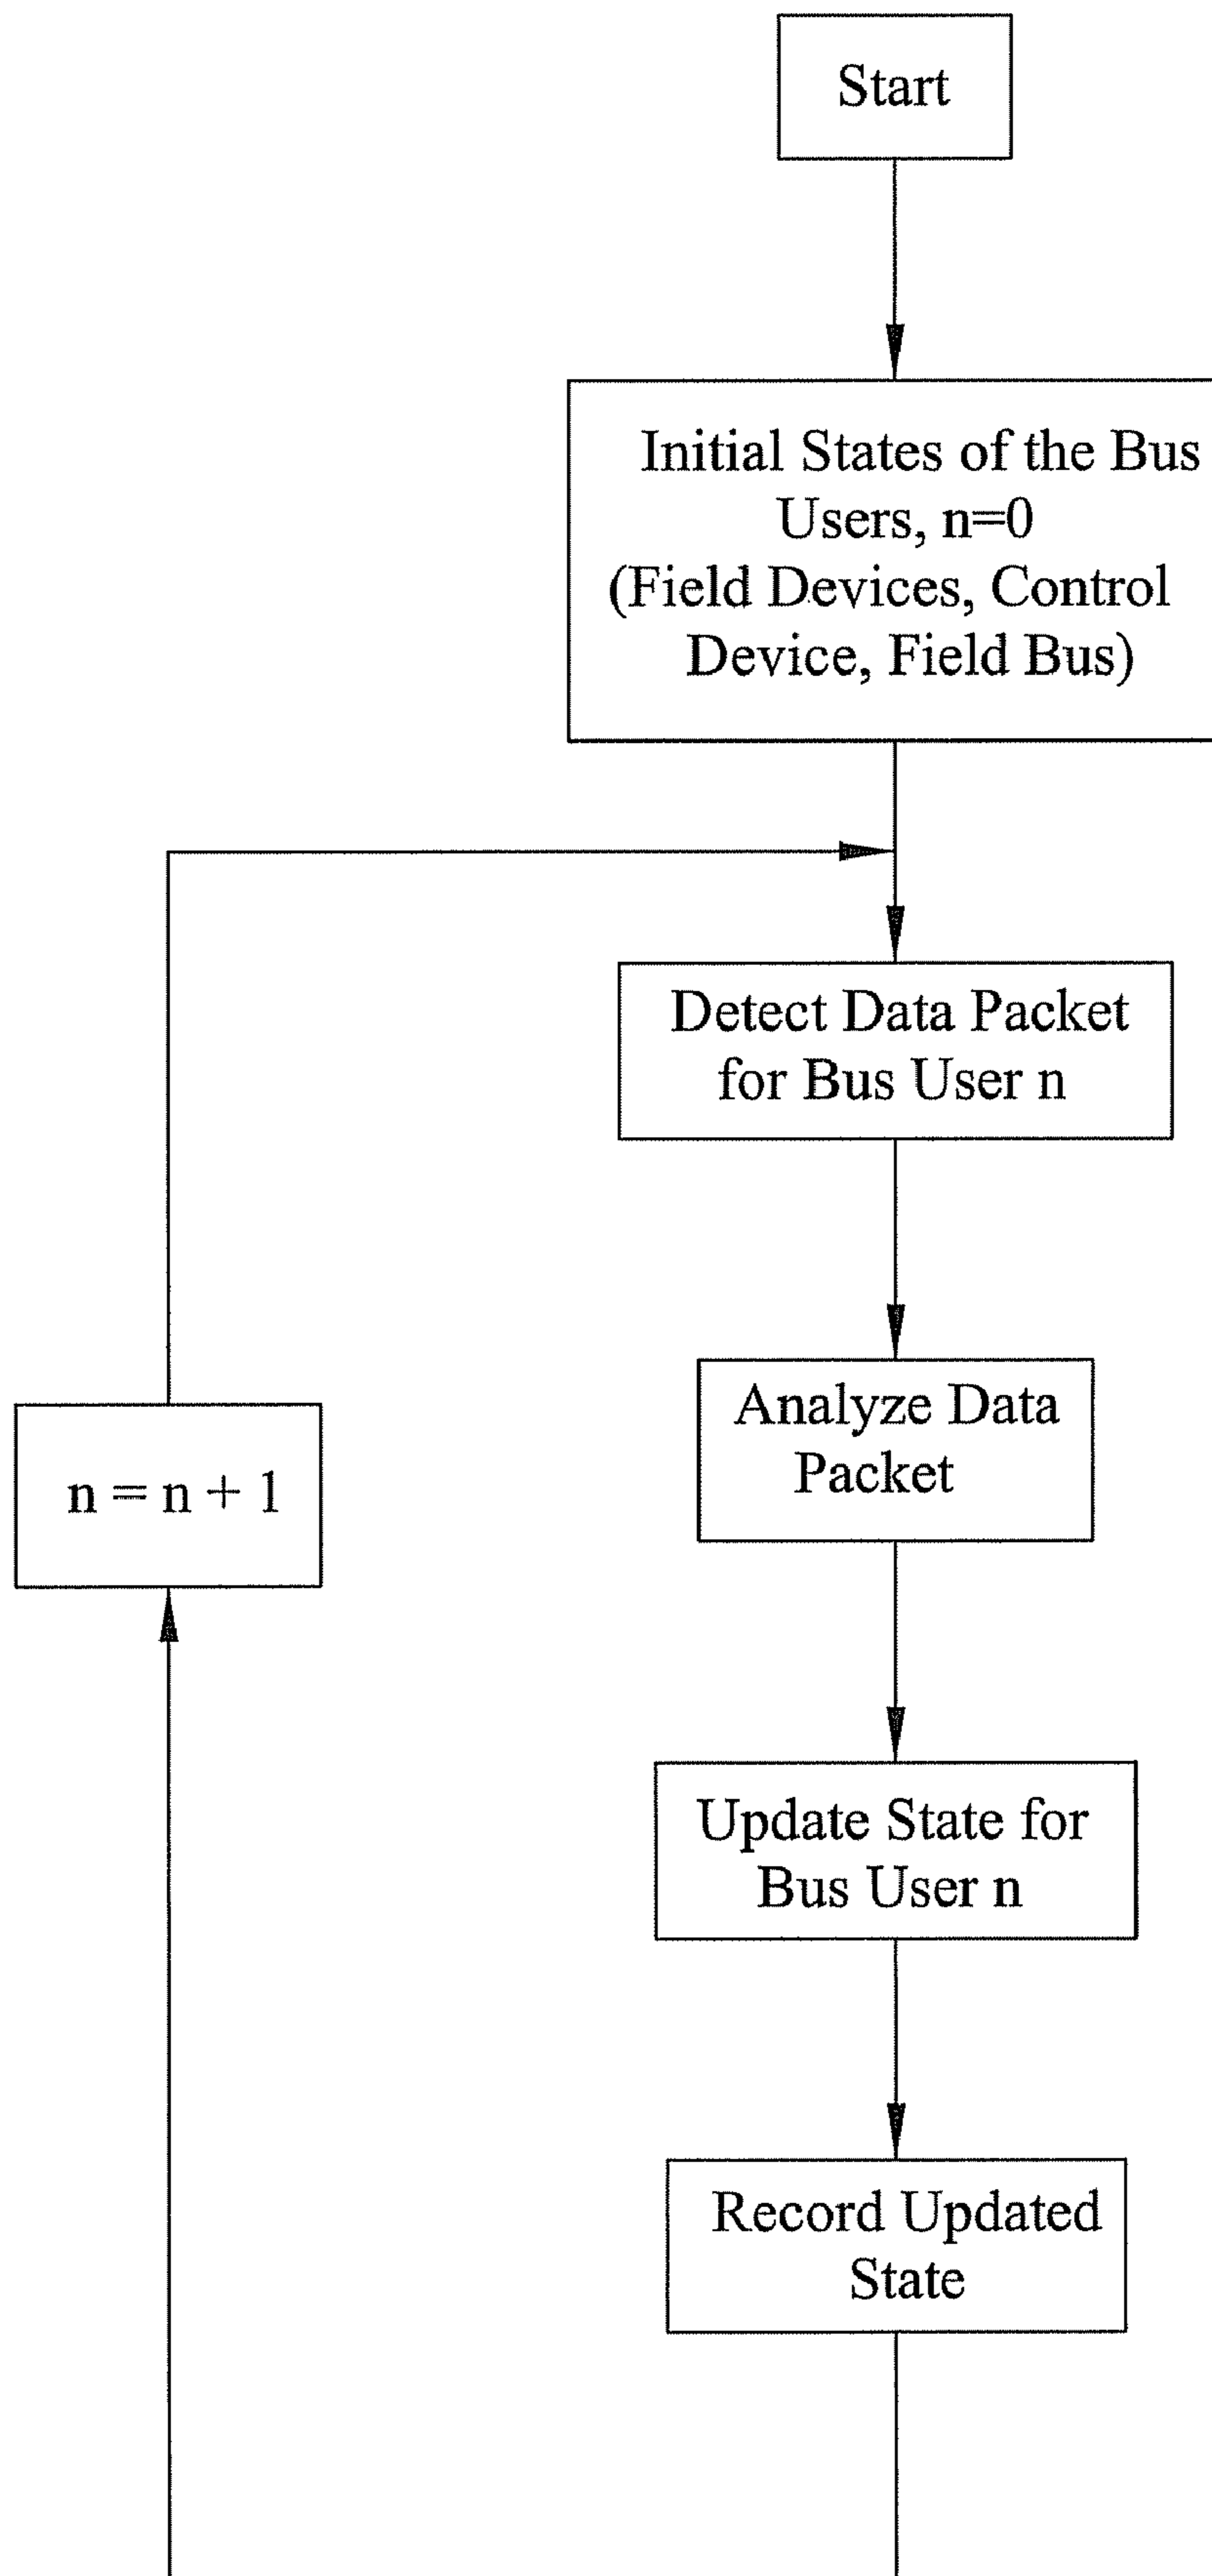 Start
Initial States of the Bus
Users, n=0
(Field Devices, Control
Device, Field Bus)
Detect Data Packet
for Bus User n
Analyze Data
Packet
n = n + 1
Update State for
Bus User n
Record Updated
State